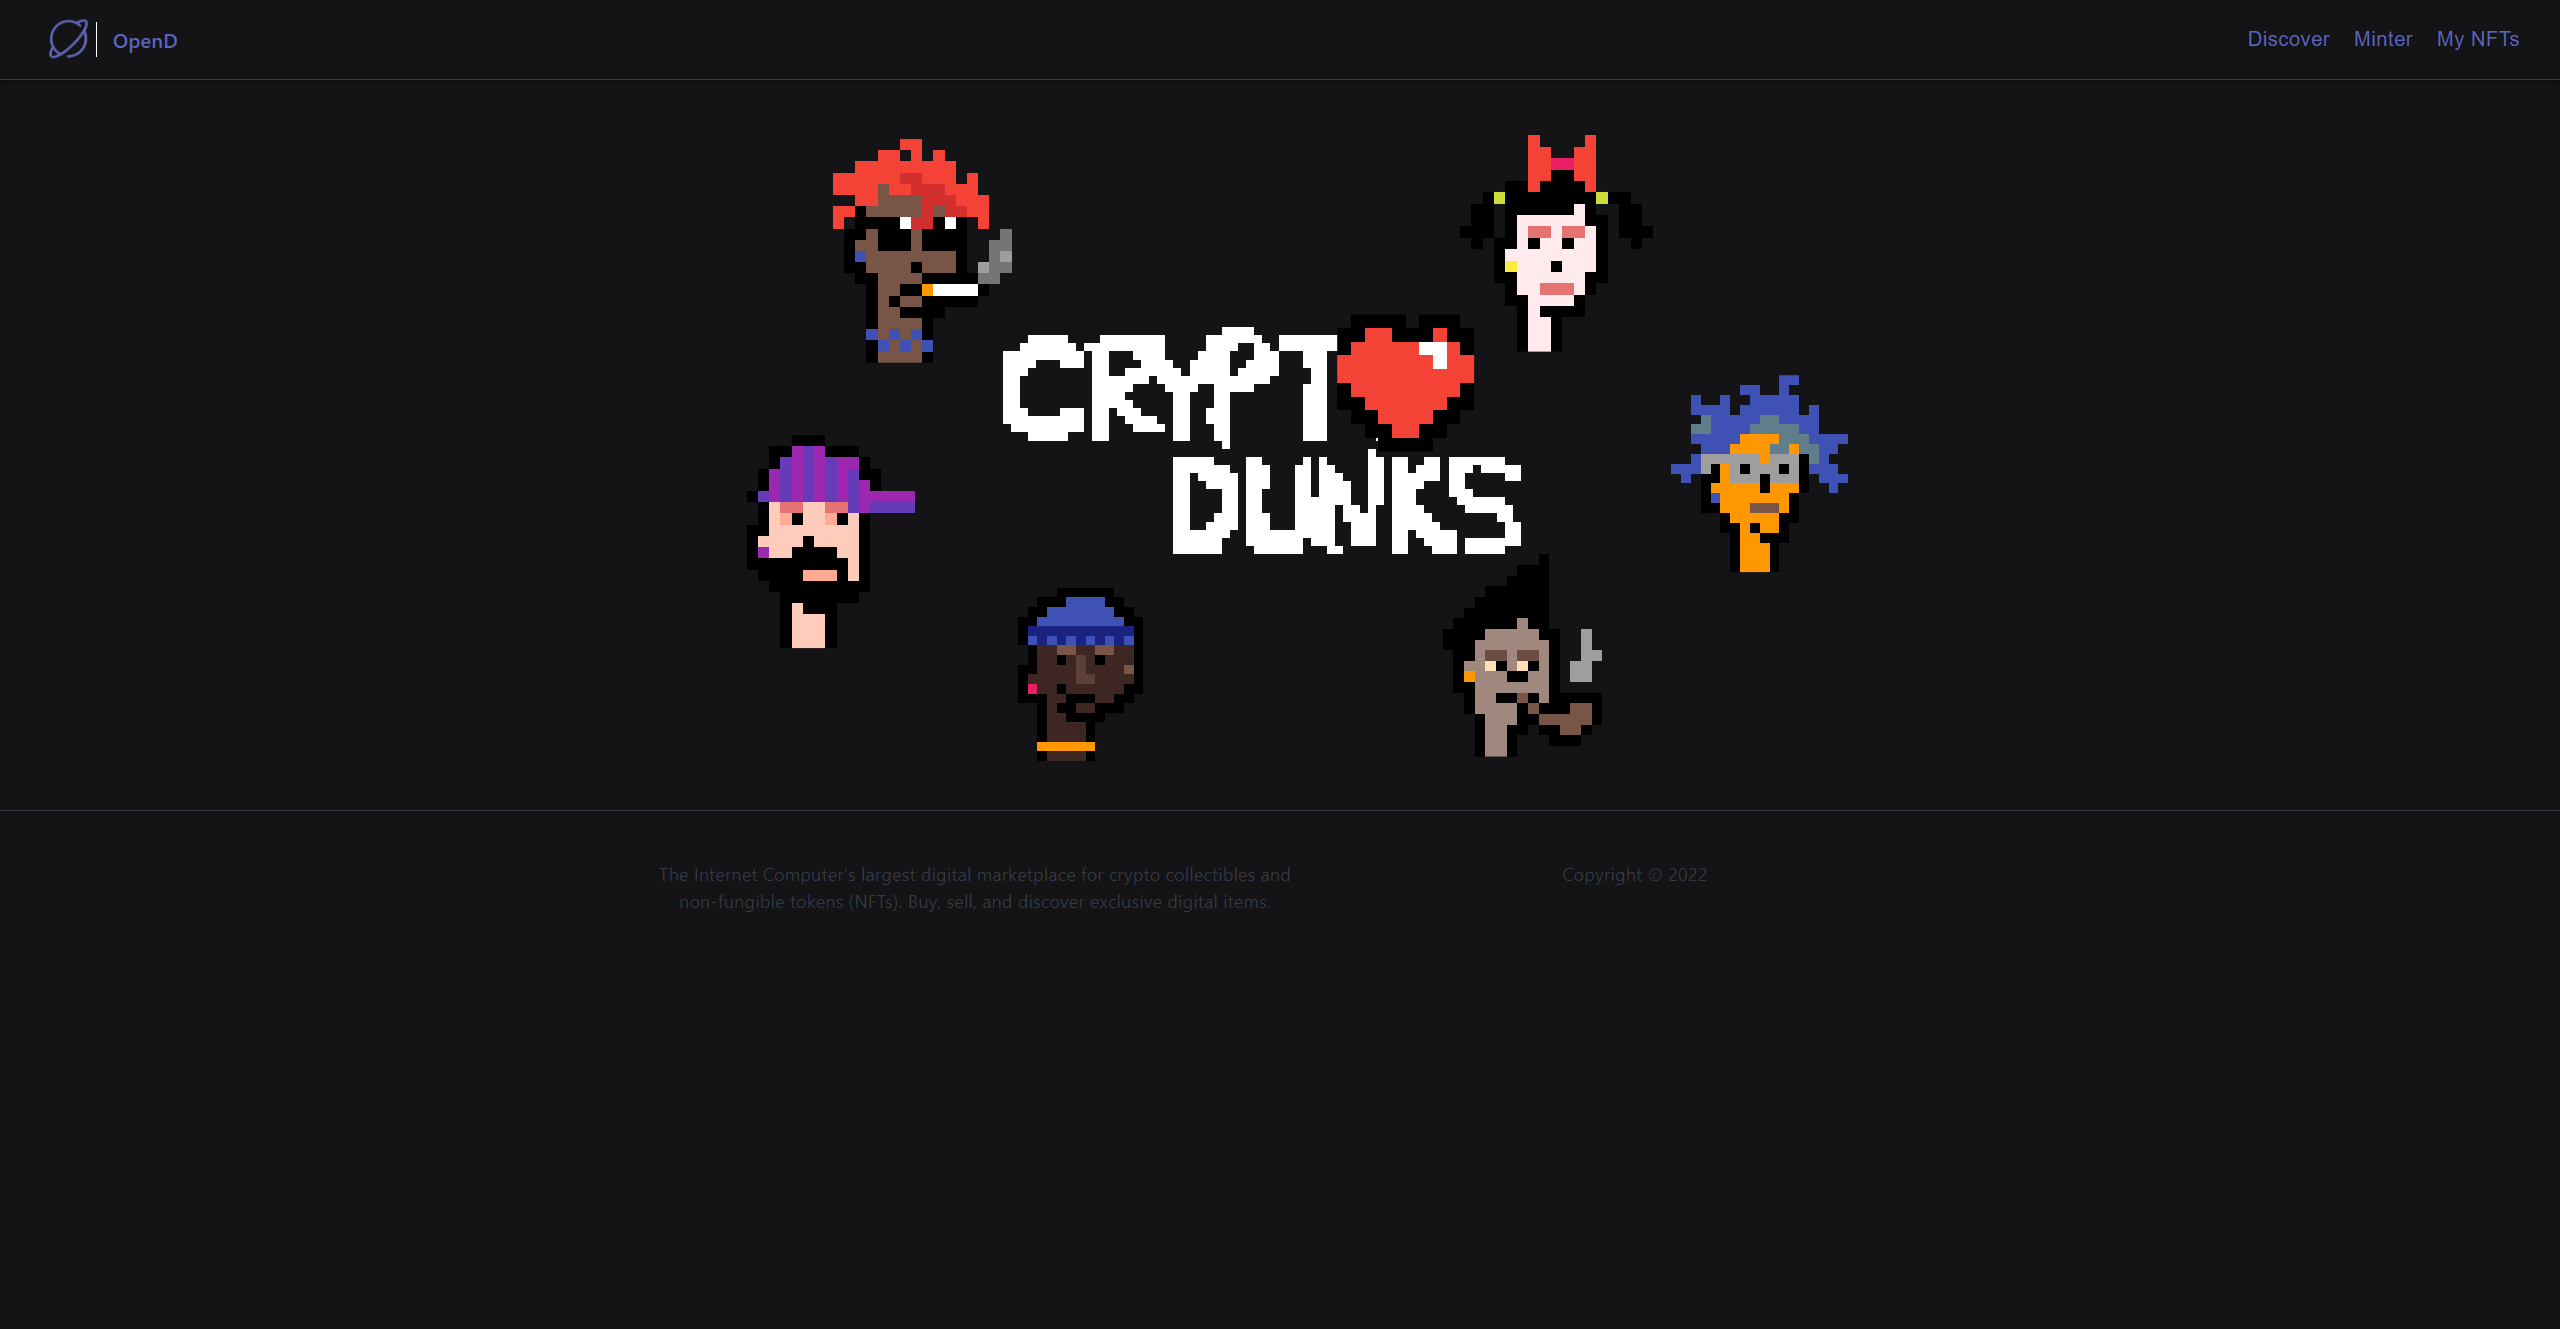 OpenD
Discover Minter My NFTs
CRYPT
DUNKS
The Internet Computer's largest digital marketplace for crypto collectibles and
non-fungible tokens (NFTs). Buy, sell, and discover exclusive digital items.
Copyright © 2022